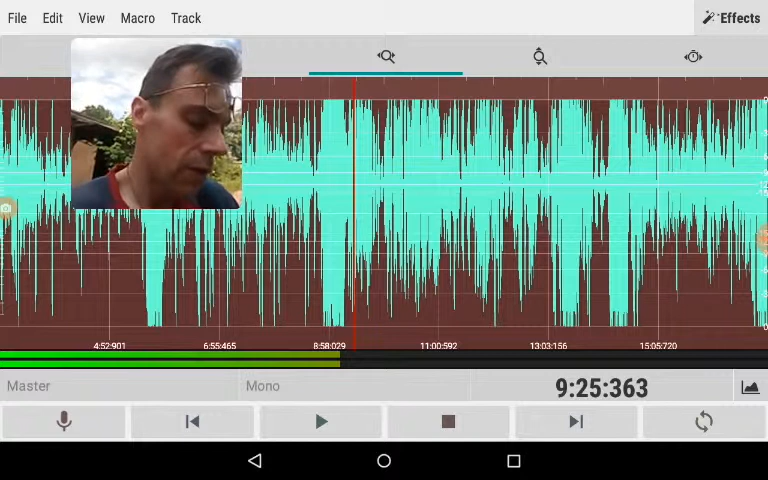 File Edit View Macro Track Effects
4:52:901 6:55:465 8:58:029 11:00:592 13:03:156 15:05:720
Master Mono 9:25:363